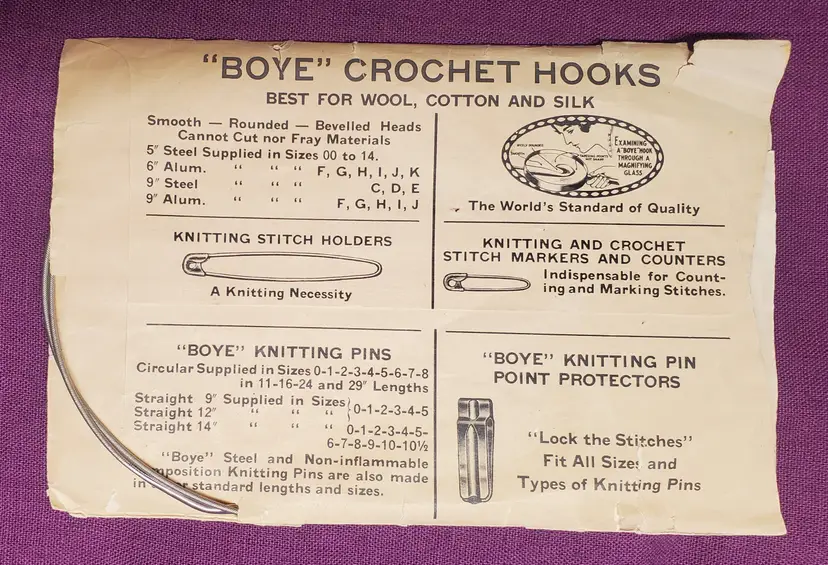 "BOYE" CROCHET HOOKS
BEST FOR WOOL, COTTON AND SILK
Smooth — Rounded — Bevelled Heads
Cannot Cut nor Fray Materials
5" Steel Supplied in Sizes 00 to 14.
6" Alum. " " " F, G, H, I, J, K
9" Steel " " " C, D, E
9" Alum. " " " F, G, H, I, J
EXAMINING
A "BOYE" HOOK
THROUGH A
MAGNIFYING
GLASS
The World's Standard of Quality
KNITTING STITCH HOLDERS
A Knitting Necessity
KNITTING AND CROCHET
STITCH MARKERS AND COUNTERS
Indispensable for Count-
ing and Marking Stitches.
"BOYE" KNITTING PINS
Circular Supplied in Sizes 0-1-2-3-4-5-6-7-8
in 11-16-24 and 29" Lengths
Straight 9" Supplied in Sizes
Straight 12" " " " 0-1-2-3-4-5
Straight 14" " " " 0-1-2-3-4-5-
6-7-8-9-10-10½
"Boye" Steel and Non-inflammable
position Knitting Pins are also made
in standard lengths and sizes.
"BOYE" KNITTING PIN
POINT PROTECTORS
"Lock the Stitches"
Fit All Sizes and
Types of Knitting Pins